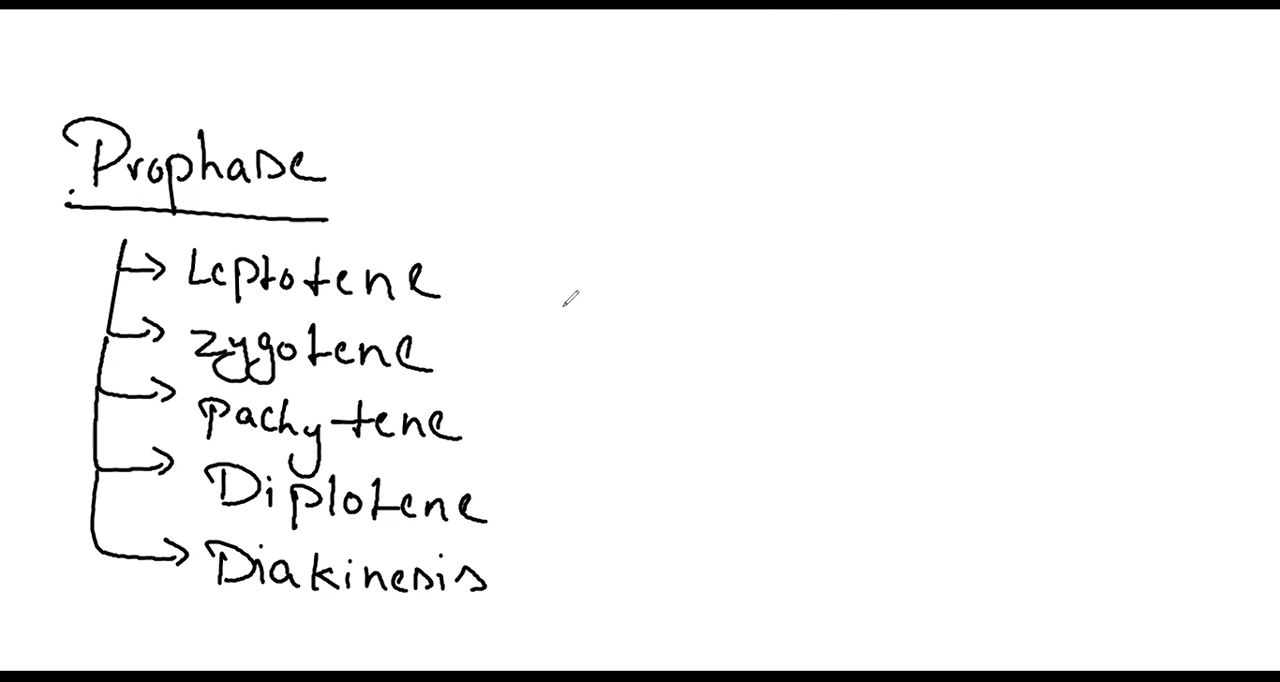 Prophase
Leptotene
Zygotene
Pachytene
Diplotene
Diakinesis